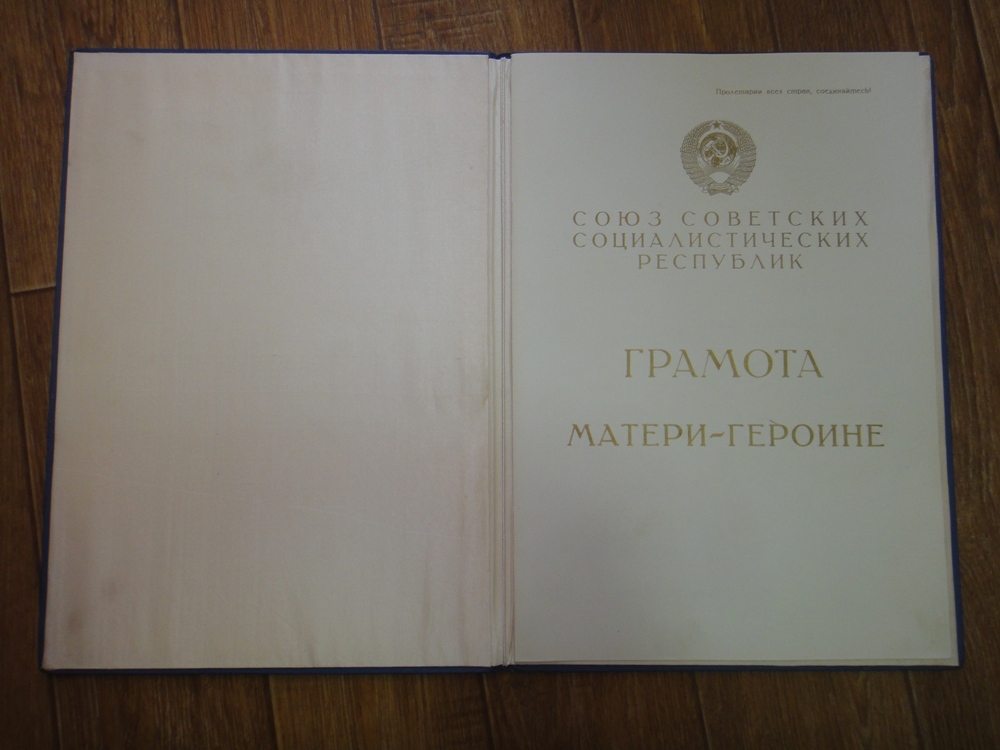 Пролетарии всех стран, соединяйтесь!
СОЮЗ СОВЕТСКИХ
СОЦИАЛИСТИЧЕСКИХ
РЕСПУБЛИК
ГРАМОТА
МАТЕРИ-ГЕРОИНЕ